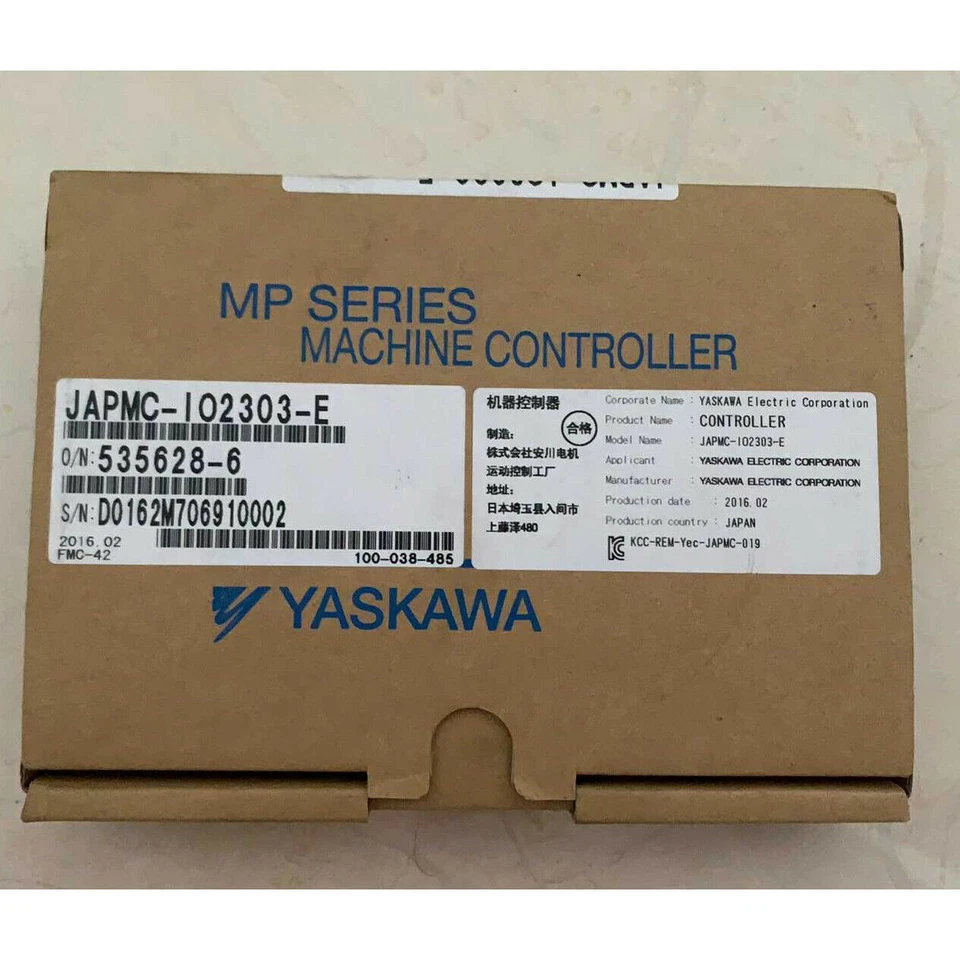 MP SERIES
MACHINE CONTROLLER
JAPMC-IO2303-E
O/N:535628-6
S/N:D0162M706910002
2016.02
FMC-42
100-038-485
机器控制器
合格
制造:
株式会社安川电机
运动控制工厂
地址:
日本埼玉县入间市
上藤泽480
Corporate Name : YASKAWA Electric Corporation
Product Name : CONTROLLER
Model Name : JAPMC-IO2303-E
Applicant : YASKAWA ELECTRIC CORPORATION
Manufacturer : YASKAWA ELECTRIC CORPORATION
Production date : 2016.02
Production country : JAPAN
KCC-REM-Yec-JAPMC-019
YASKAWA